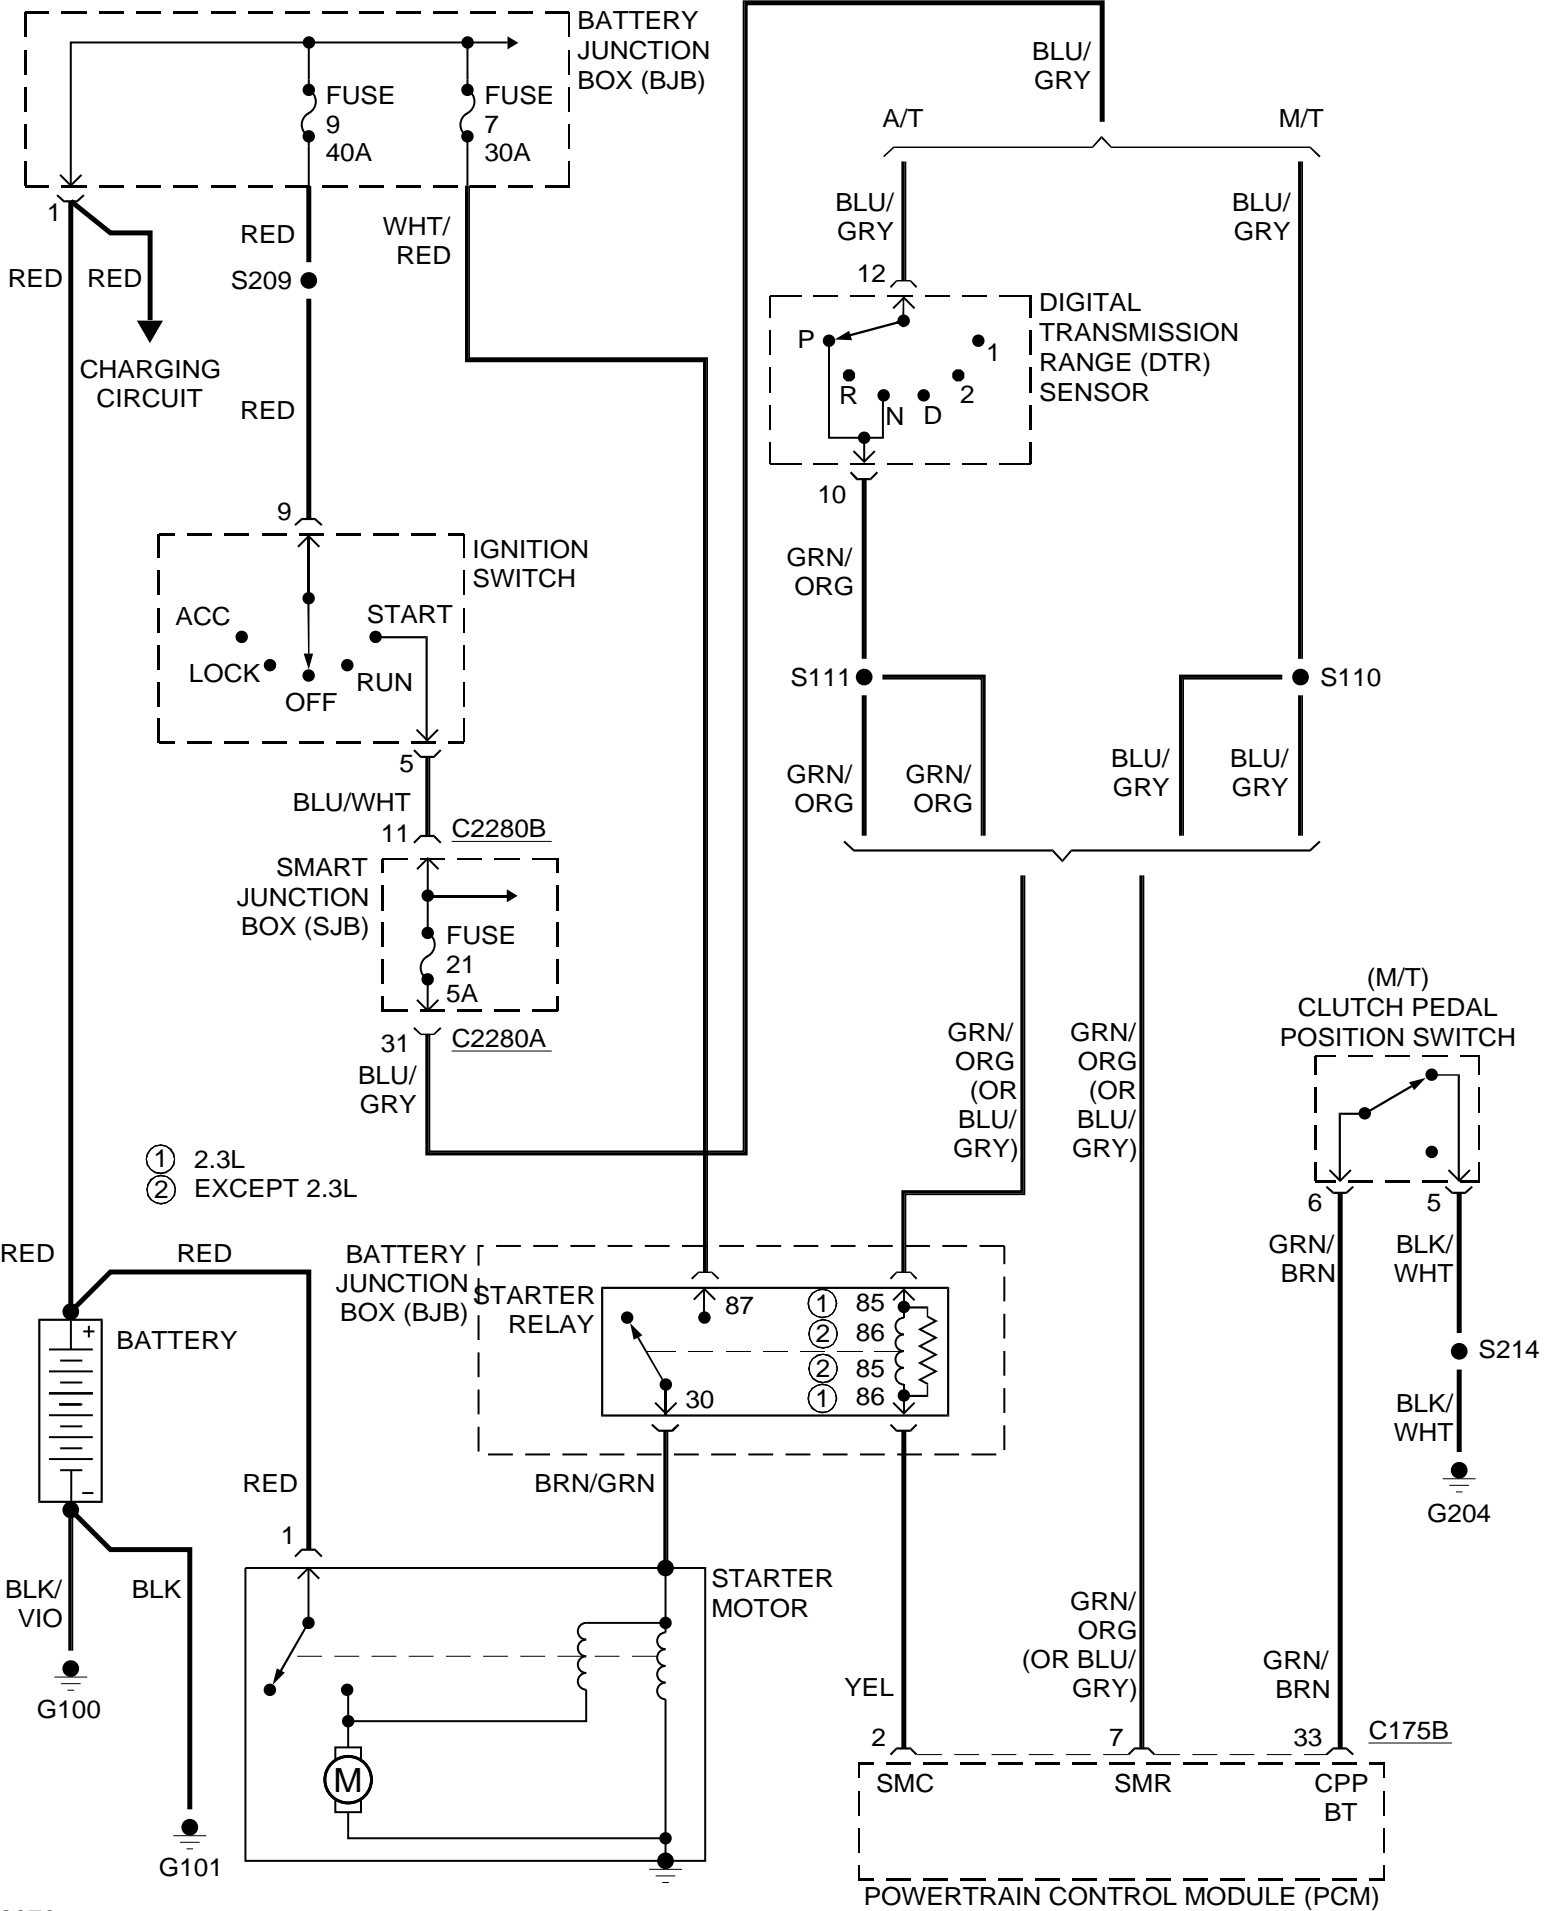 BATTERY
JUNCTION
BOX (BJB)
FUSE
9
40A
FUSE
7
30A
1
RED
RED
CHARGING
CIRCUIT
RED
S209
RED
WHT/
RED
9
IGNITION
SWITCH
ACC
LOCK
OFF
RUN
START
5
BLU/WHT
11
C2280B
SMART
JUNCTION
BOX (SJB)
FUSE
21
5A
31
C2280A
BLU/
GRY
1 2.3L
2 EXCEPT 2.3L
BLU/
GRY
A/T
M/T
BLU/
GRY
BLU/
GRY
12
DIGITAL
TRANSMISSION
RANGE (DTR)
SENSOR
P
R
N
D
2
1
10
GRN/
ORG
S111
S110
GRN/
ORG
GRN/
ORG
BLU/
GRY
BLU/
GRY
GRN/
ORG
(OR
BLU/
GRY)
GRN/
ORG
(OR
BLU/
GRY)
(M/T)
CLUTCH PEDAL
POSITION SWITCH
6
5
GRN/
BRN
BLK/
WHT
S214
BLK/
WHT
G204
RED
RED
BATTERY
+
–
BLK/
VIO
BLK
G100
G101
BATTERY
JUNCTION
BOX (BJB)
STARTER
RELAY
87
30
1 85
2 86
2 85
1 86
RED
1
BRN/GRN
STARTER
MOTOR
M
YEL
GRN/
ORG
(OR BLU/
GRY)
GRN/
BRN
2
7
33
C175B
SMC
SMR
CPP
BT
POWERTRAIN CONTROL MODULE (PCM)